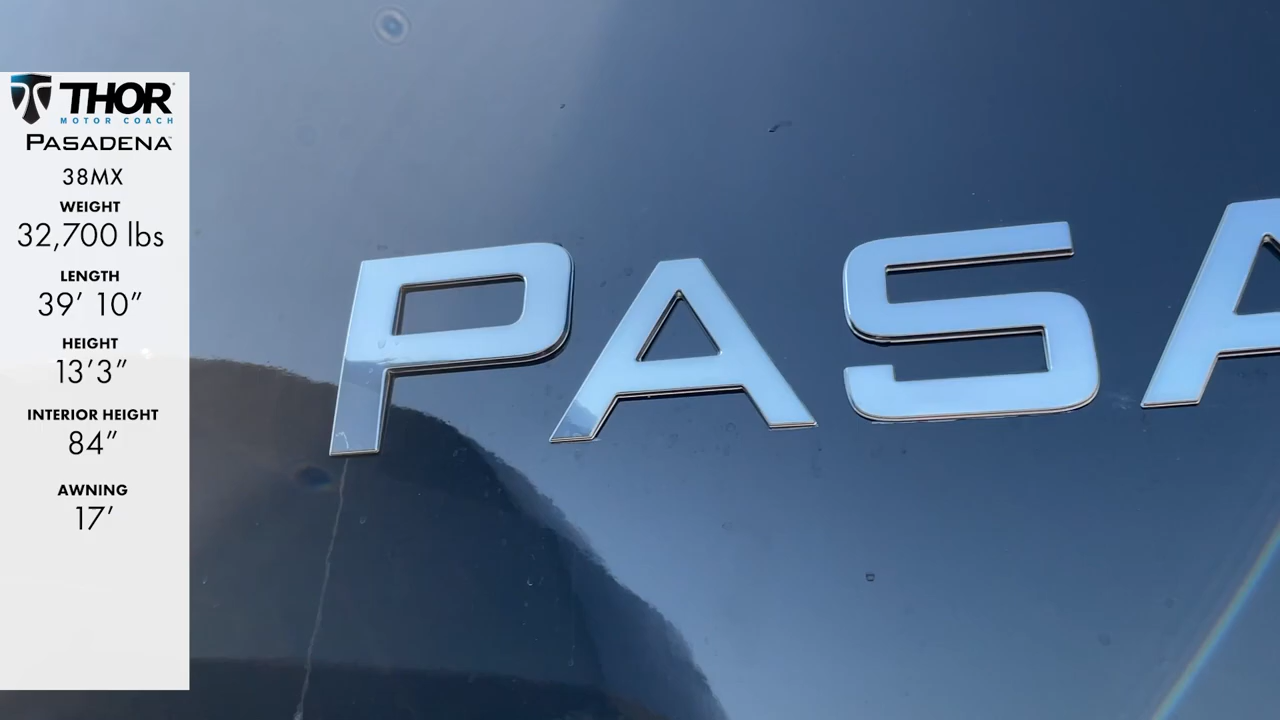 THOR
MOTOR COACH
PASADENA™
38MX
WEIGHT
32,700 lbs
LENGTH
39’ 10”
HEIGHT
13’3”
INTERIOR HEIGHT
84”
AWNING
17’
PASA